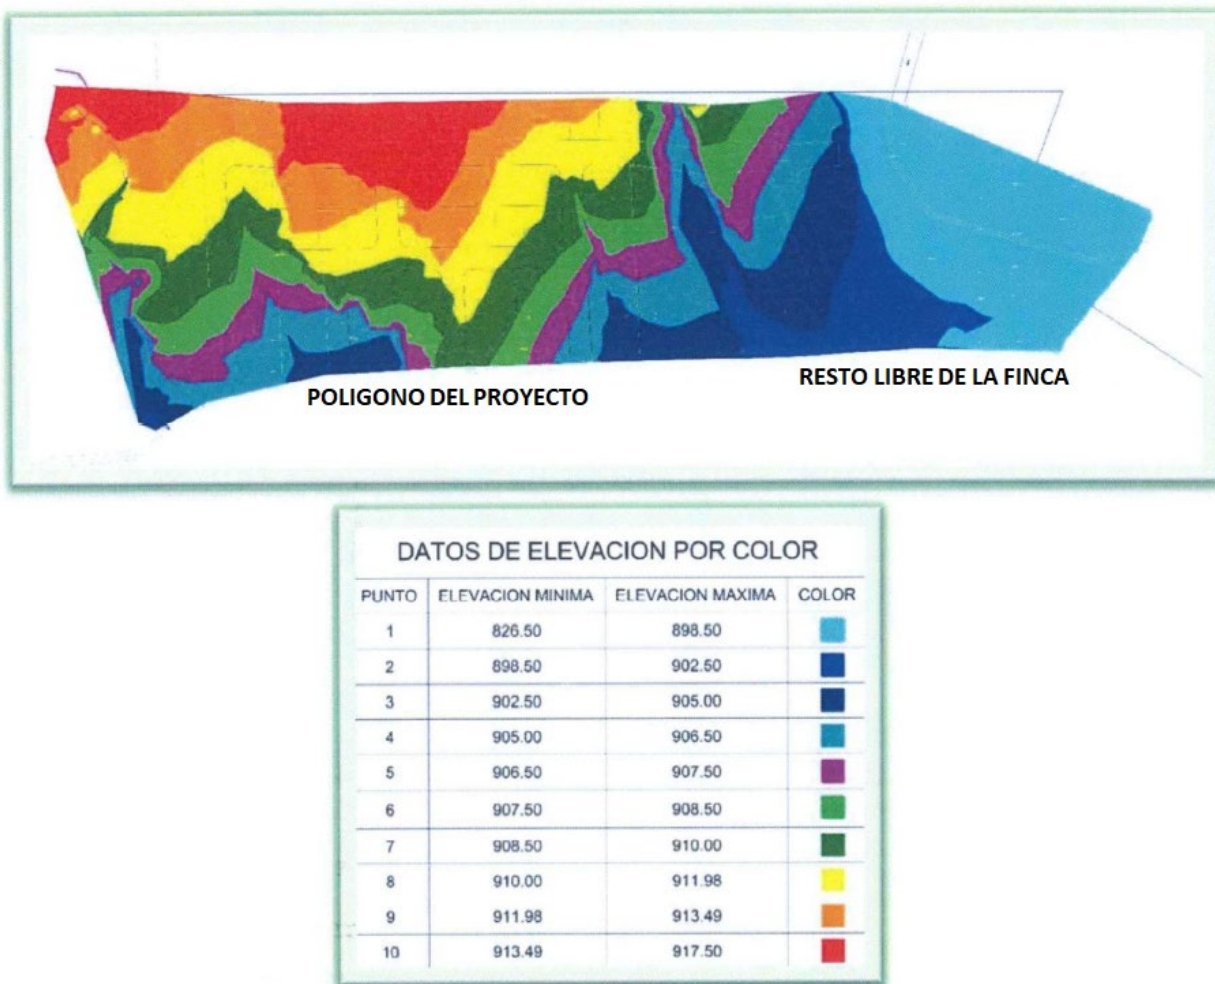 POLIGONO DEL PROYECTO
RESTO LIBRE DE LA FINCA
DATOS DE ELEVACION POR COLOR
PUNTO ELEVACION MINIMA ELEVACION MAXIMA COLOR
1 826.50 898.50
2 898.50 902.50
3 902.50 905.00
4 905.00 906.50
5 906.50 907.50
6 907.50 908.50
7 908.50 910.00
8 910.00 911.98
9 911.98 913.49
10 913.49 917.50